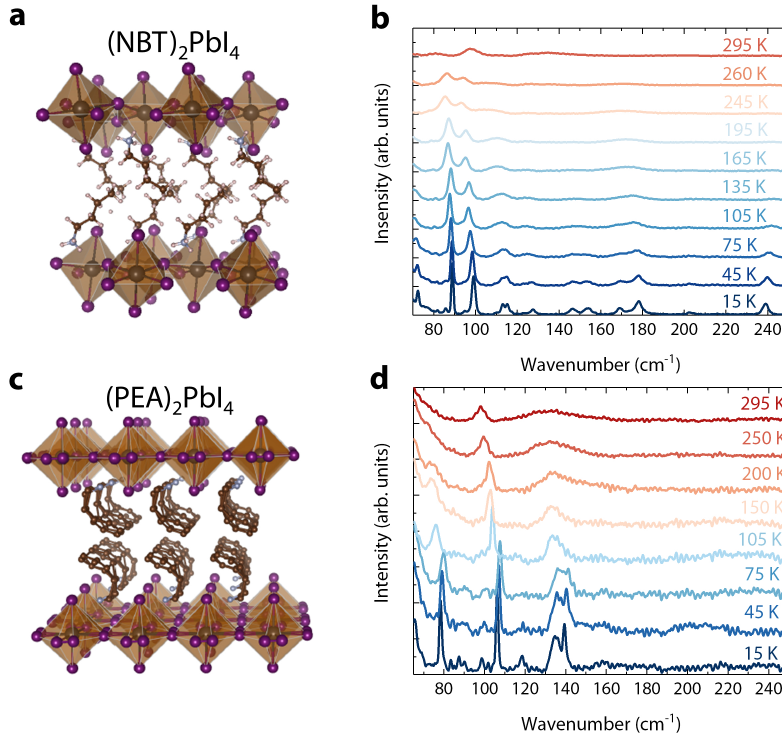 a
(NBT)2PbI4
b
Insensity (arb. units)
295 K
260 K
245 K
195 K
165 K
135 K
105 K
75 K
45 K
15 K
80 100 120 140 160 180 200 220 240
Wavenumber (cm-1)
c
(PEA)2PbI4
d
Intensity (arb. units)
295 K
250 K
200 K
150 K
105 K
75 K
45 K
15 K
80 100 120 140 160 180 200 220 240
Wavenumber (cm-1)